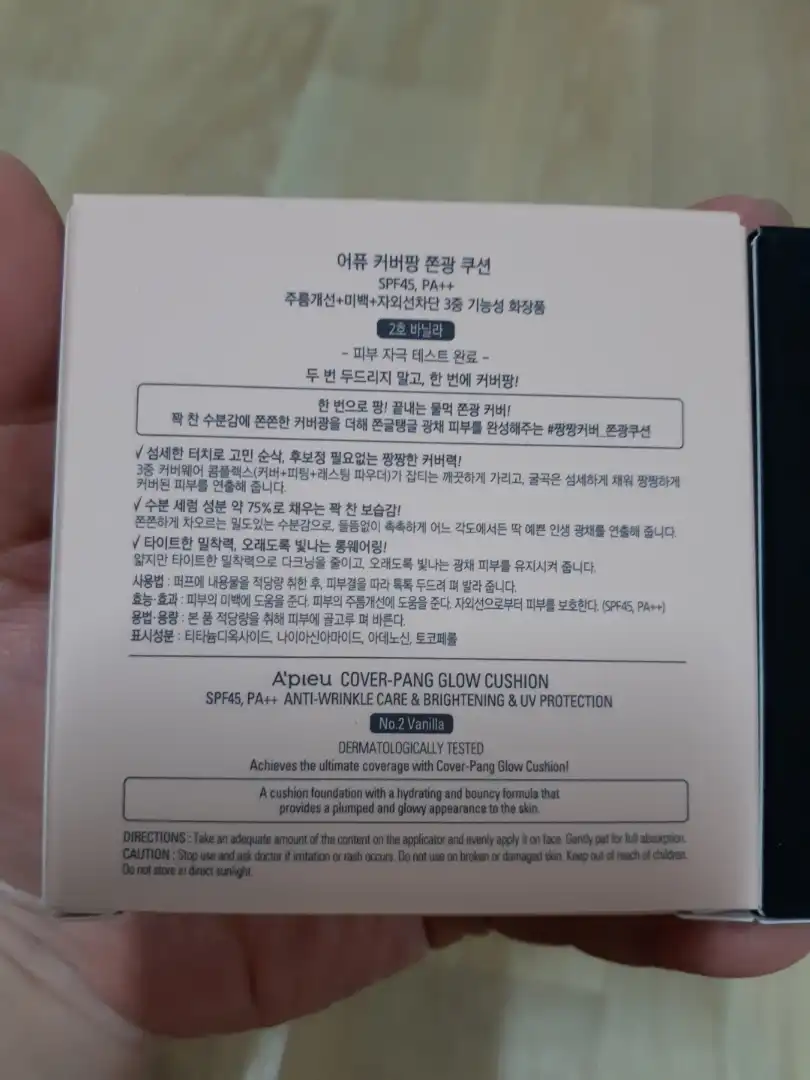 어퓨 커버팡 쫀광 쿠션
SPF45, PA++
주름개선+미백+자외선차단 3중 기능성 화장품
2호 바닐라
- 피부 자극 테스트 완료 -
두 번 두드리지 말고, 한 번에 커버팡!
한 번으로 팡! 끝내는 물먹 쫀광 커버!
꽉 찬 수분감에 쫀쫀한 커버광을 더해 쫀글탱글 광채 피부를 완성해주는 #짱짱커버_쫀광쿠션
✓ 섬세한 터치로 고민 순삭, 후보정 필요없는 짱짱한 커버력!
3중 커버웨어 콤플렉스(커버+피팅+래스팅 파우더)가 잡티는 깨끗하게 가리고, 굴곡은 섬세하게 채워 짱짱하게
커버된 피부를 연출해 줍니다.
✓ 수분 세럼 성분 약 75%로 채우는 꽉 찬 보습감!
쫀쫀하게 차오르는 밀도있는 수분감으로, 들뜸없이 촉촉하게 어느 각도에서든 딱 예쁜 인생 광채를 연출해 줍니다.
✓ 타이트한 밀착력, 오래도록 빛나는 롱웨어링!
얇지만 타이트한 밀착력으로 다크닝을 줄이고, 오래도록 빛나는 광채 피부를 유지시켜 줍니다.
사용법 : 퍼프에 내용물을 적당량 취한 후, 피부결을 따라 톡톡 두드려 펴 발라 줍니다.
효능·효과 : 피부의 미백에 도움을 준다. 피부의 주름개선에 도움을 준다. 자외선으로부터 피부를 보호한다. (SPF45, PA++)
용법·용량 : 본 품 적당량을 취해 피부에 골고루 펴 바른다.
표시성분 : 티타늄디옥사이드, 나이아신아마이드, 아데노신, 토코페롤
A'pieu COVER-PANG GLOW CUSHION
SPF45, PA++ ANTI-WRINKLE CARE & BRIGHTENING & UV PROTECTION
No.2 Vanilla
DERMATOLOGICALLY TESTED
Achieves the ultimate coverage with Cover-Pang Glow Cushion!
A cushion foundation with a hydrating and bouncy formula that
provides a plumped and glowy appearance to the skin.
DIRECTIONS : Take an adequate amount of the content on the applicator and evenly apply it on face. Gently pat for full absorption.
CAUTION : Stop use and ask doctor if irritation or rash occurs. Do not use on broken or damaged skin. Keep out of reach of children.
Do not store in direct sunlight.